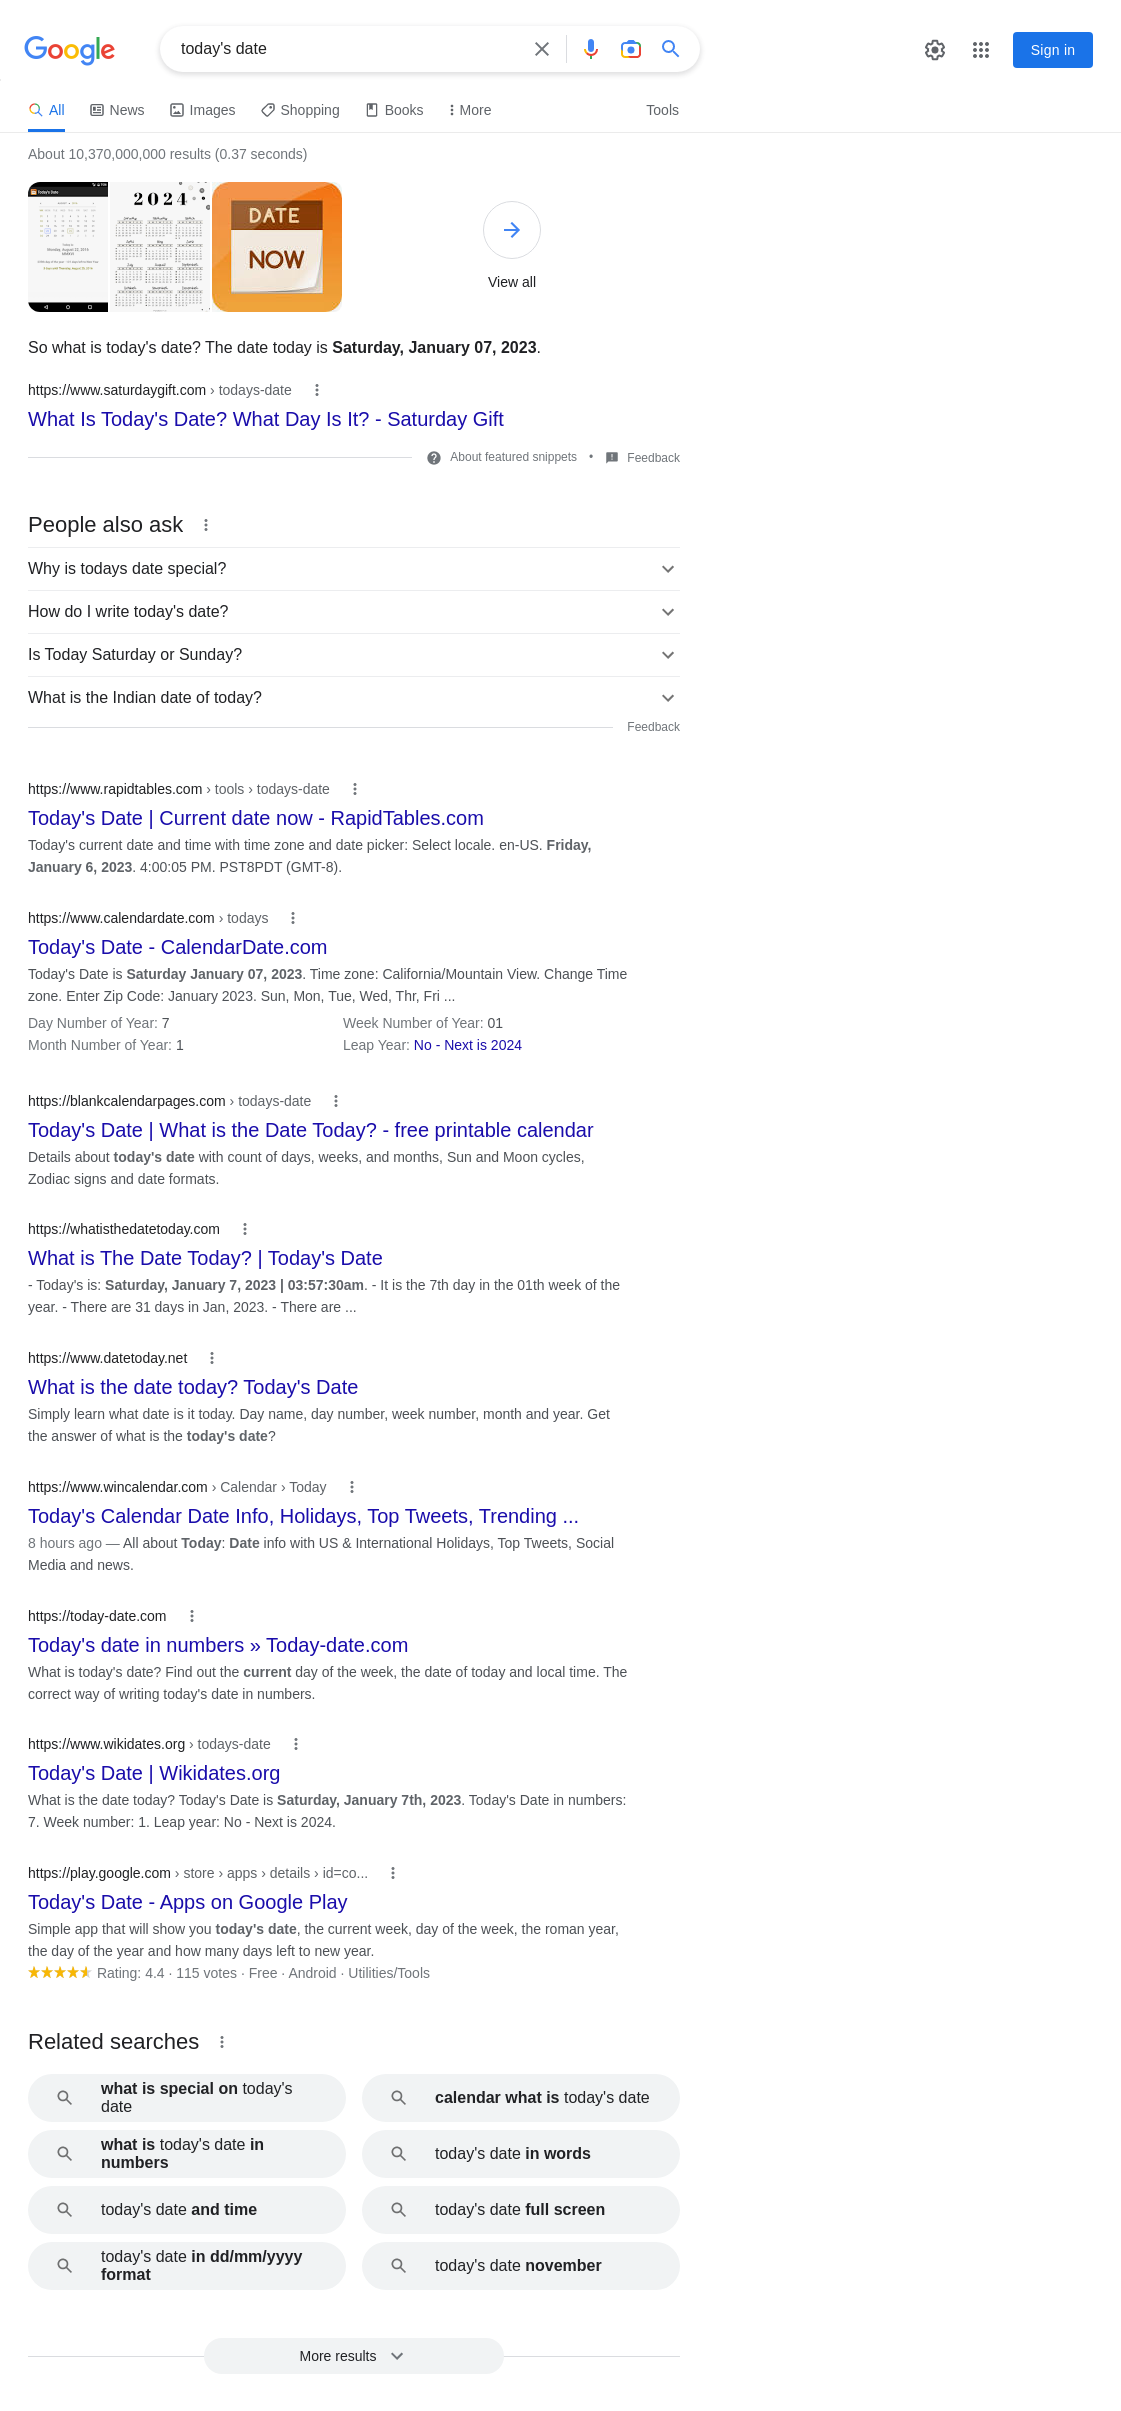 Google
today's date
Sign in
All
News
Images
Shopping
Books
More
Tools
About 10,370,000,000 results (0.37 seconds)
Today's Date
2024
DATE
NOW
View all
So what is today's date? The date today is Saturday, January 07, 2023.
https://www.saturdaygift.com › todays-date
What Is Today's Date? What Day Is It? - Saturday Gift
About featured snippets • Feedback
People also ask
Why is todays date special?
How do I write today's date?
Is Today Saturday or Sunday?
What is the Indian date of today?
Feedback
https://www.rapidtables.com › tools › todays-date
Today's Date | Current date now - RapidTables.com
Today's current date and time with time zone and date picker: Select locale. en-US. Friday,
January 6, 2023. 4:00:05 PM. PST8PDT (GMT-8).
https://www.calendardate.com › todays
Today's Date - CalendarDate.com
Today's Date is Saturday January 07, 2023. Time zone: California/Mountain View. Change Time
zone. Enter Zip Code: January 2023. Sun, Mon, Tue, Wed, Thr, Fri ...
Day Number of Year: 7
Week Number of Year: 01
Month Number of Year: 1
Leap Year: No - Next is 2024
https://blankcalendarpages.com › todays-date
Today's Date | What is the Date Today? - free printable calendar
Details about today's date with count of days, weeks, and months, Sun and Moon cycles,
Zodiac signs and date formats.
https://whatisthedatetoday.com
What is The Date Today? | Today's Date
- Today's is: Saturday, January 7, 2023 | 03:57:30am. - It is the 7th day in the 01th week of the
year. - There are 31 days in Jan, 2023. - There are ...
https://www.datetoday.net
What is the date today? Today's Date
Simply learn what date is it today. Day name, day number, week number, month and year. Get
the answer of what is the today's date?
https://www.wincalendar.com › Calendar › Today
Today's Calendar Date Info, Holidays, Top Tweets, Trending ...
8 hours ago — All about Today: Date info with US & International Holidays, Top Tweets, Social
Media and news.
https://today-date.com
Today's date in numbers » Today-date.com
What is today's date? Find out the current day of the week, the date of today and local time. The
correct way of writing today's date in numbers.
https://www.wikidates.org › todays-date
Today's Date | Wikidates.org
What is the date today? Today's Date is Saturday, January 7th, 2023. Today's Date in numbers:
7. Week number: 1. Leap year: No - Next is 2024.
https://play.google.com › store › apps › details › id=co...
Today's Date - Apps on Google Play
Simple app that will show you today's date, the current week, day of the week, the roman year,
the day of the year and how many days left to new year.
Rating: 4.4 · 115 votes · Free · Android · Utilities/Tools
Related searches
what is special on today's
date
calendar what is today's date
what is today's date in
numbers
today's date in words
today's date and time
today's date full screen
today's date in dd/mm/yyyy
format
today's date november
More results